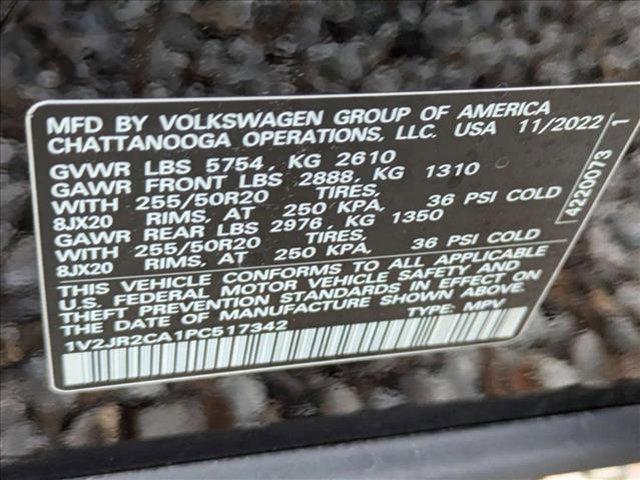 MFD BY VOLKSWAGEN GROUP OF AMERICA
CHATTANOOGA OPERATIONS, LLC. USA 11/2022
GVWR LBS 5754, KG 2610
GAWR FRONT LBS 2888, KG 1310
WITH 255/50R20 TIRES,
8JX20 RIMS, AT 250 KPA, 36 PSI COLD
GAWR REAR LBS 2976, KG 1350
WITH 255/50R20 TIRES,
8JX20 RIMS, AT 250 KPA, 36 PSI COLD
THIS VEHICLE CONFORMS TO ALL APPLICABLE
U.S. FEDERAL MOTOR VEHICLE SAFETY AND
THEFT PREVENTION STANDARDS IN EFFECT ON
THE DATE OF MANUFACTURE SHOWN ABOVE.
1V2JR2CA1PC517342 TYPE: MPV
4220073 1